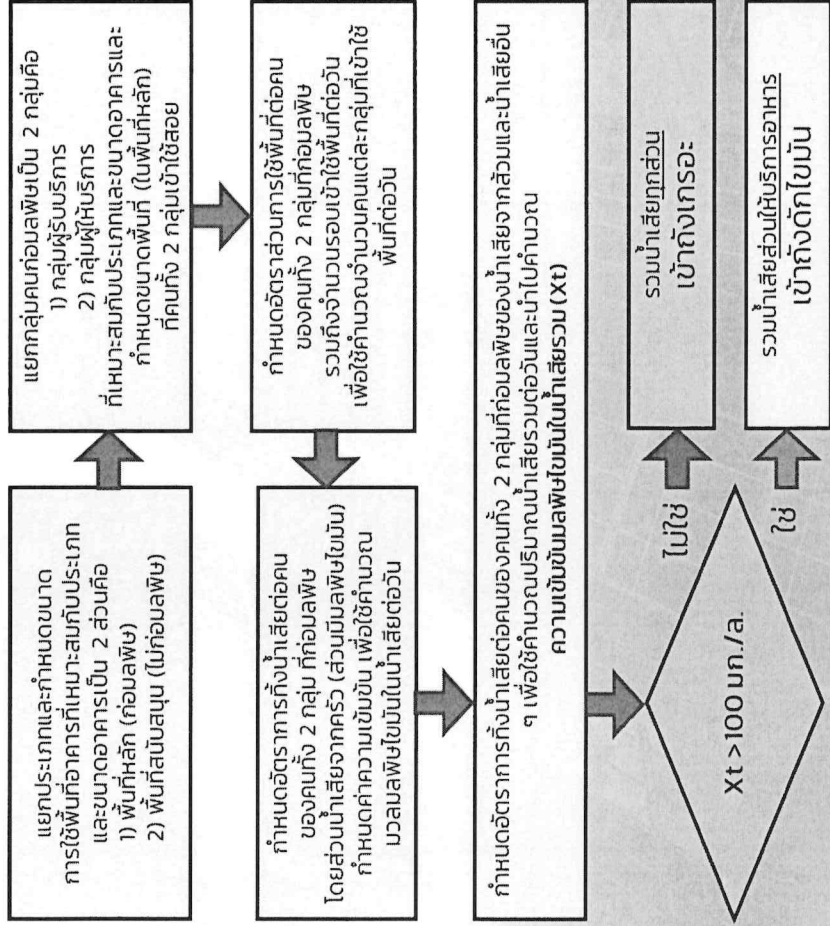 แยกประเภทและกำหนดขนาด
การใช้พื้นที่อาคารที่เหมาะสมกับประเภท
และขนาดอาคารเป็น 2 ส่วนคือ
1) พื้นที่หลัก (ก่อมลพิษ)
2) พื้นที่สนับสนุน (ไม่ก่อมลพิษ)
แยกกลุ่มคนก่อมลพิษเป็น 2 กลุ่มคือ
1) กลุ่มผู้รับบริการ
2) กลุ่มผู้ให้บริการ
ที่เหมาะสมกับประเภทและขนาดอาคารและ
กำหนดขนาดพื้นที่ (ในพื้นที่หลัก)
ที่คนทั้ง 2 กลุ่มเข้าใช้สอย
กำหนดอัตราส่วนการใช้พื้นที่ต่อคน
ของคนทั้ง 2 กลุ่มที่ก่อมลพิษ
รวมถึงจำนวนรอบเข้าใช้พื้นที่ต่อวัน
เพื่อใช้คำนวณจำนวนคนแต่ละกลุ่มที่เข้าใช้
พื้นที่ต่อวัน
กำหนดอัตราการทิ้งน้ำเสียต่อคน
ของคนทั้ง 2 กลุ่ม ที่ก่อมลพิษ
โดยส่วนน้ำเสียจากครัว (ส่วนมีมลพิษไขมัน)
กำหนดค่าความเข้มข้น เพื่อใช้คำนวณ
มวลมลพิษไขมันในน้ำเสียต่อวัน
กำหนดอัตราการทิ้งน้ำเสียต่อคนของคนทั้ง 2 กลุ่มที่ก่อมลพิษของน้ำเสียจากส้วมและน้ำเสียอื่น
ๆ เพื่อใช้คำนวณปริมาณน้ำเสียรวมต่อวันและนำไปคำนวณ
ความเข้มข้นมลพิษไขมันในน้ำเสียรวม (Xt)
Xt >100 มก./ล.
ไม่ใช่
รวมน้ำเสียทุกส่วน
เข้าถังเกรอะ
ใช่
รวมน้ำเสียส่วนให้บริการอาหาร
เข้าถังดักไขมัน